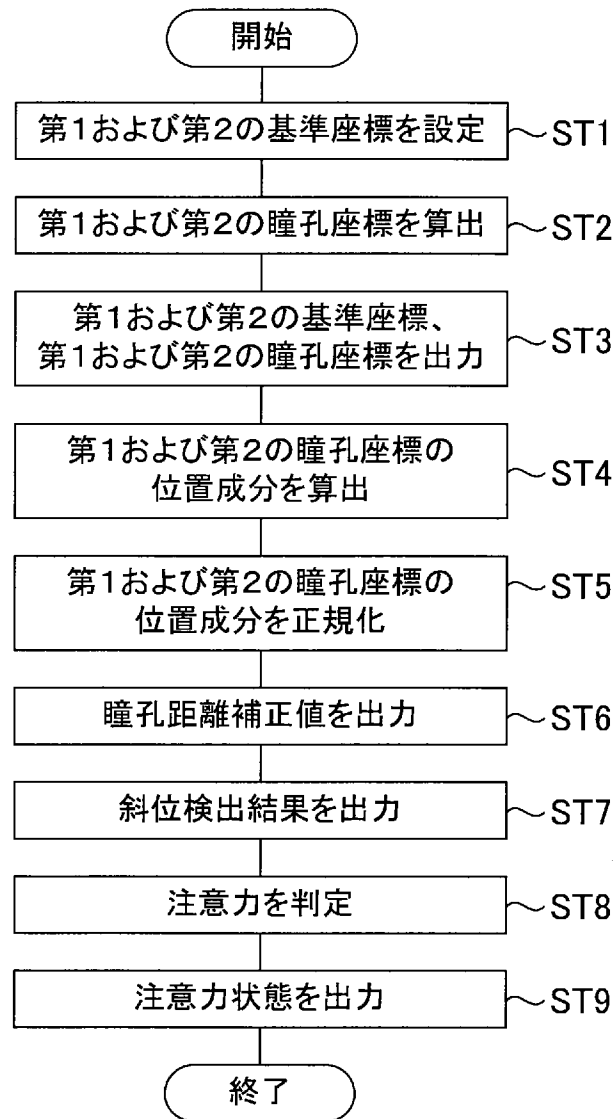 開始
第1および第2の基準座標を設定
ST1
第1および第2の瞳孔座標を算出
ST2
第1および第2の基準座標、
第1および第2の瞳孔座標を出力
ST3
第1および第2の瞳孔座標の
位置成分を算出
ST4
第1および第2の瞳孔座標の
位置成分を正規化
ST5
瞳孔距離補正値を出力
ST6
斜位検出結果を出力
ST7
注意力を判定
ST8
注意力状態を出力
ST9
終了